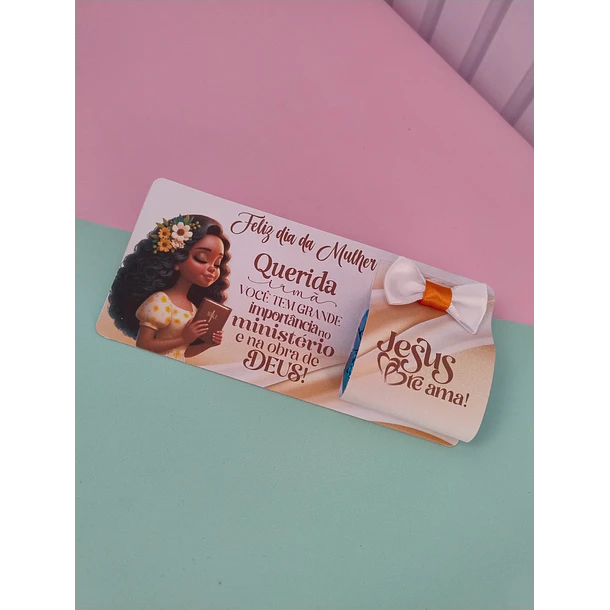 Feliz dia da Mulher
Querida
irmã
VOCÊ TEM GRANDE
importância no
ministério
e na obra de
DEUS!
Jesus
te ama!